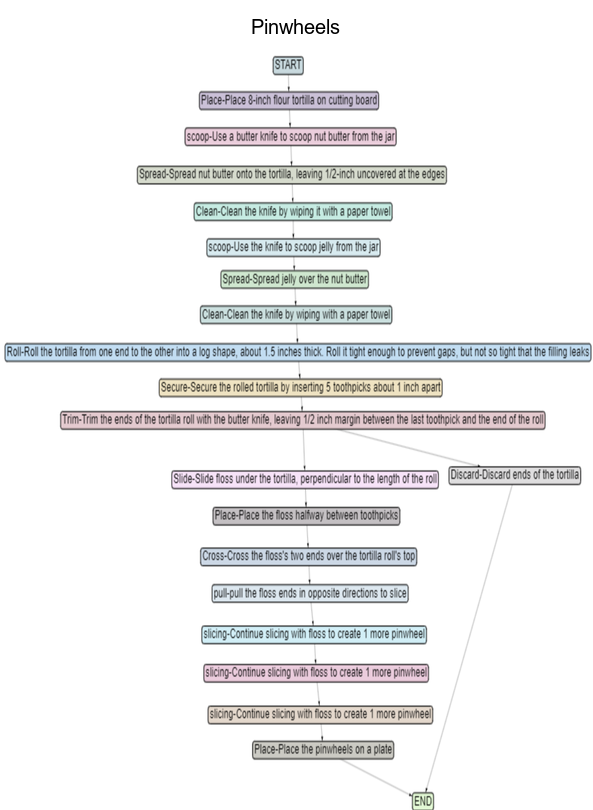 Pinwheels
START
Place-Place 8-inch flour tortilla on cutting board
scoop-Use a butter knife to scoop nut butter from the jar
Spread-Spread nut butter onto the tortilla, leaving 1/2-inch uncovered at the edges
Clean-Clean the knife by wiping it with a paper towel
scoop-Use the knife to scoop jelly from the jar
Spread-Spread jelly over the nut butter
Clean-Clean the knife by wiping with a paper towel
Roll-Roll the tortilla from one end to the other into a log shape, about 1.5 inches thick. Roll it tight enough to prevent gaps, but not so tight that the filling leaks
Secure-Secure the rolled tortilla by inserting 5 toothpicks about 1 inch apart
Trim-Trim the ends of the tortilla roll with the butter knife, leaving 1/2 inch margin between the last toothpick and the end of the roll
Slide-Slide floss under the tortilla, perpendicular to the length of the roll
Discard-Discard ends of the tortilla
Place-Place the floss halfway between toothpicks
Cross-Cross the floss's two ends over the tortilla roll's top
pull-pull the floss ends in opposite directions to slice
slicing-Continue slicing with floss to create 1 more pinwheel
slicing-Continue slicing with floss to create 1 more pinwheel
slicing-Continue slicing with floss to create 1 more pinwheel
Place-Place the pinwheels on a plate
END